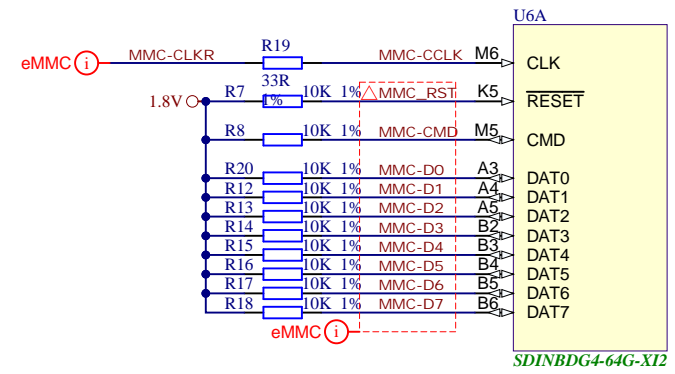 U6A
eMMC i MMC-CLKR R19 MMC-CCLK M6 CLK
33R
1%
1.8V R7 10K 1% MMC_RST K5 RESET
R8 10K 1% MMC-CMD M5 CMD
R20 10K 1% MMC-D0 A3 DAT0
R12 10K 1% MMC-D1 A4 DAT1
R13 10K 1% MMC-D2 A5 DAT2
R14 10K 1% MMC-D3 B2 DAT3
R15 10K 1% MMC-D4 B3 DAT4
R16 10K 1% MMC-D5 B4 DAT5
R17 10K 1% MMC-D6 B5 DAT6
R18 10K 1% MMC-D7 B6 DAT7
eMMC i
SDINBDG4-64G-XI2